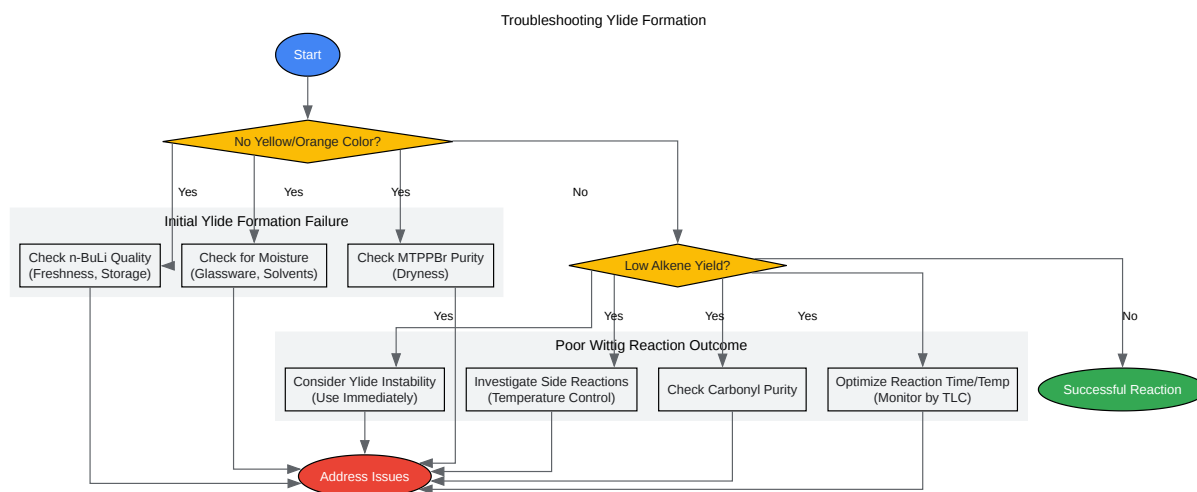 Troubleshooting Ylide Formation
Start
No Yellow/Orange Color?
Yes
Yes
Yes
No
Initial Ylide Formation Failure
Check n-BuLi Quality
(Freshness, Storage)
Check for Moisture
(Glassware, Solvents)
Check MTPPBr Purity
(Dryness)
Low Alkene Yield?
Yes
Yes
Yes
Yes
No
Poor Wittig Reaction Outcome
Consider Ylide Instability
(Use Immediately)
Investigate Side Reactions
(Temperature Control)
Check Carbonyl Purity
Optimize Reaction Time/Temp
(Monitor by TLC)
Successful Reaction
Address Issues